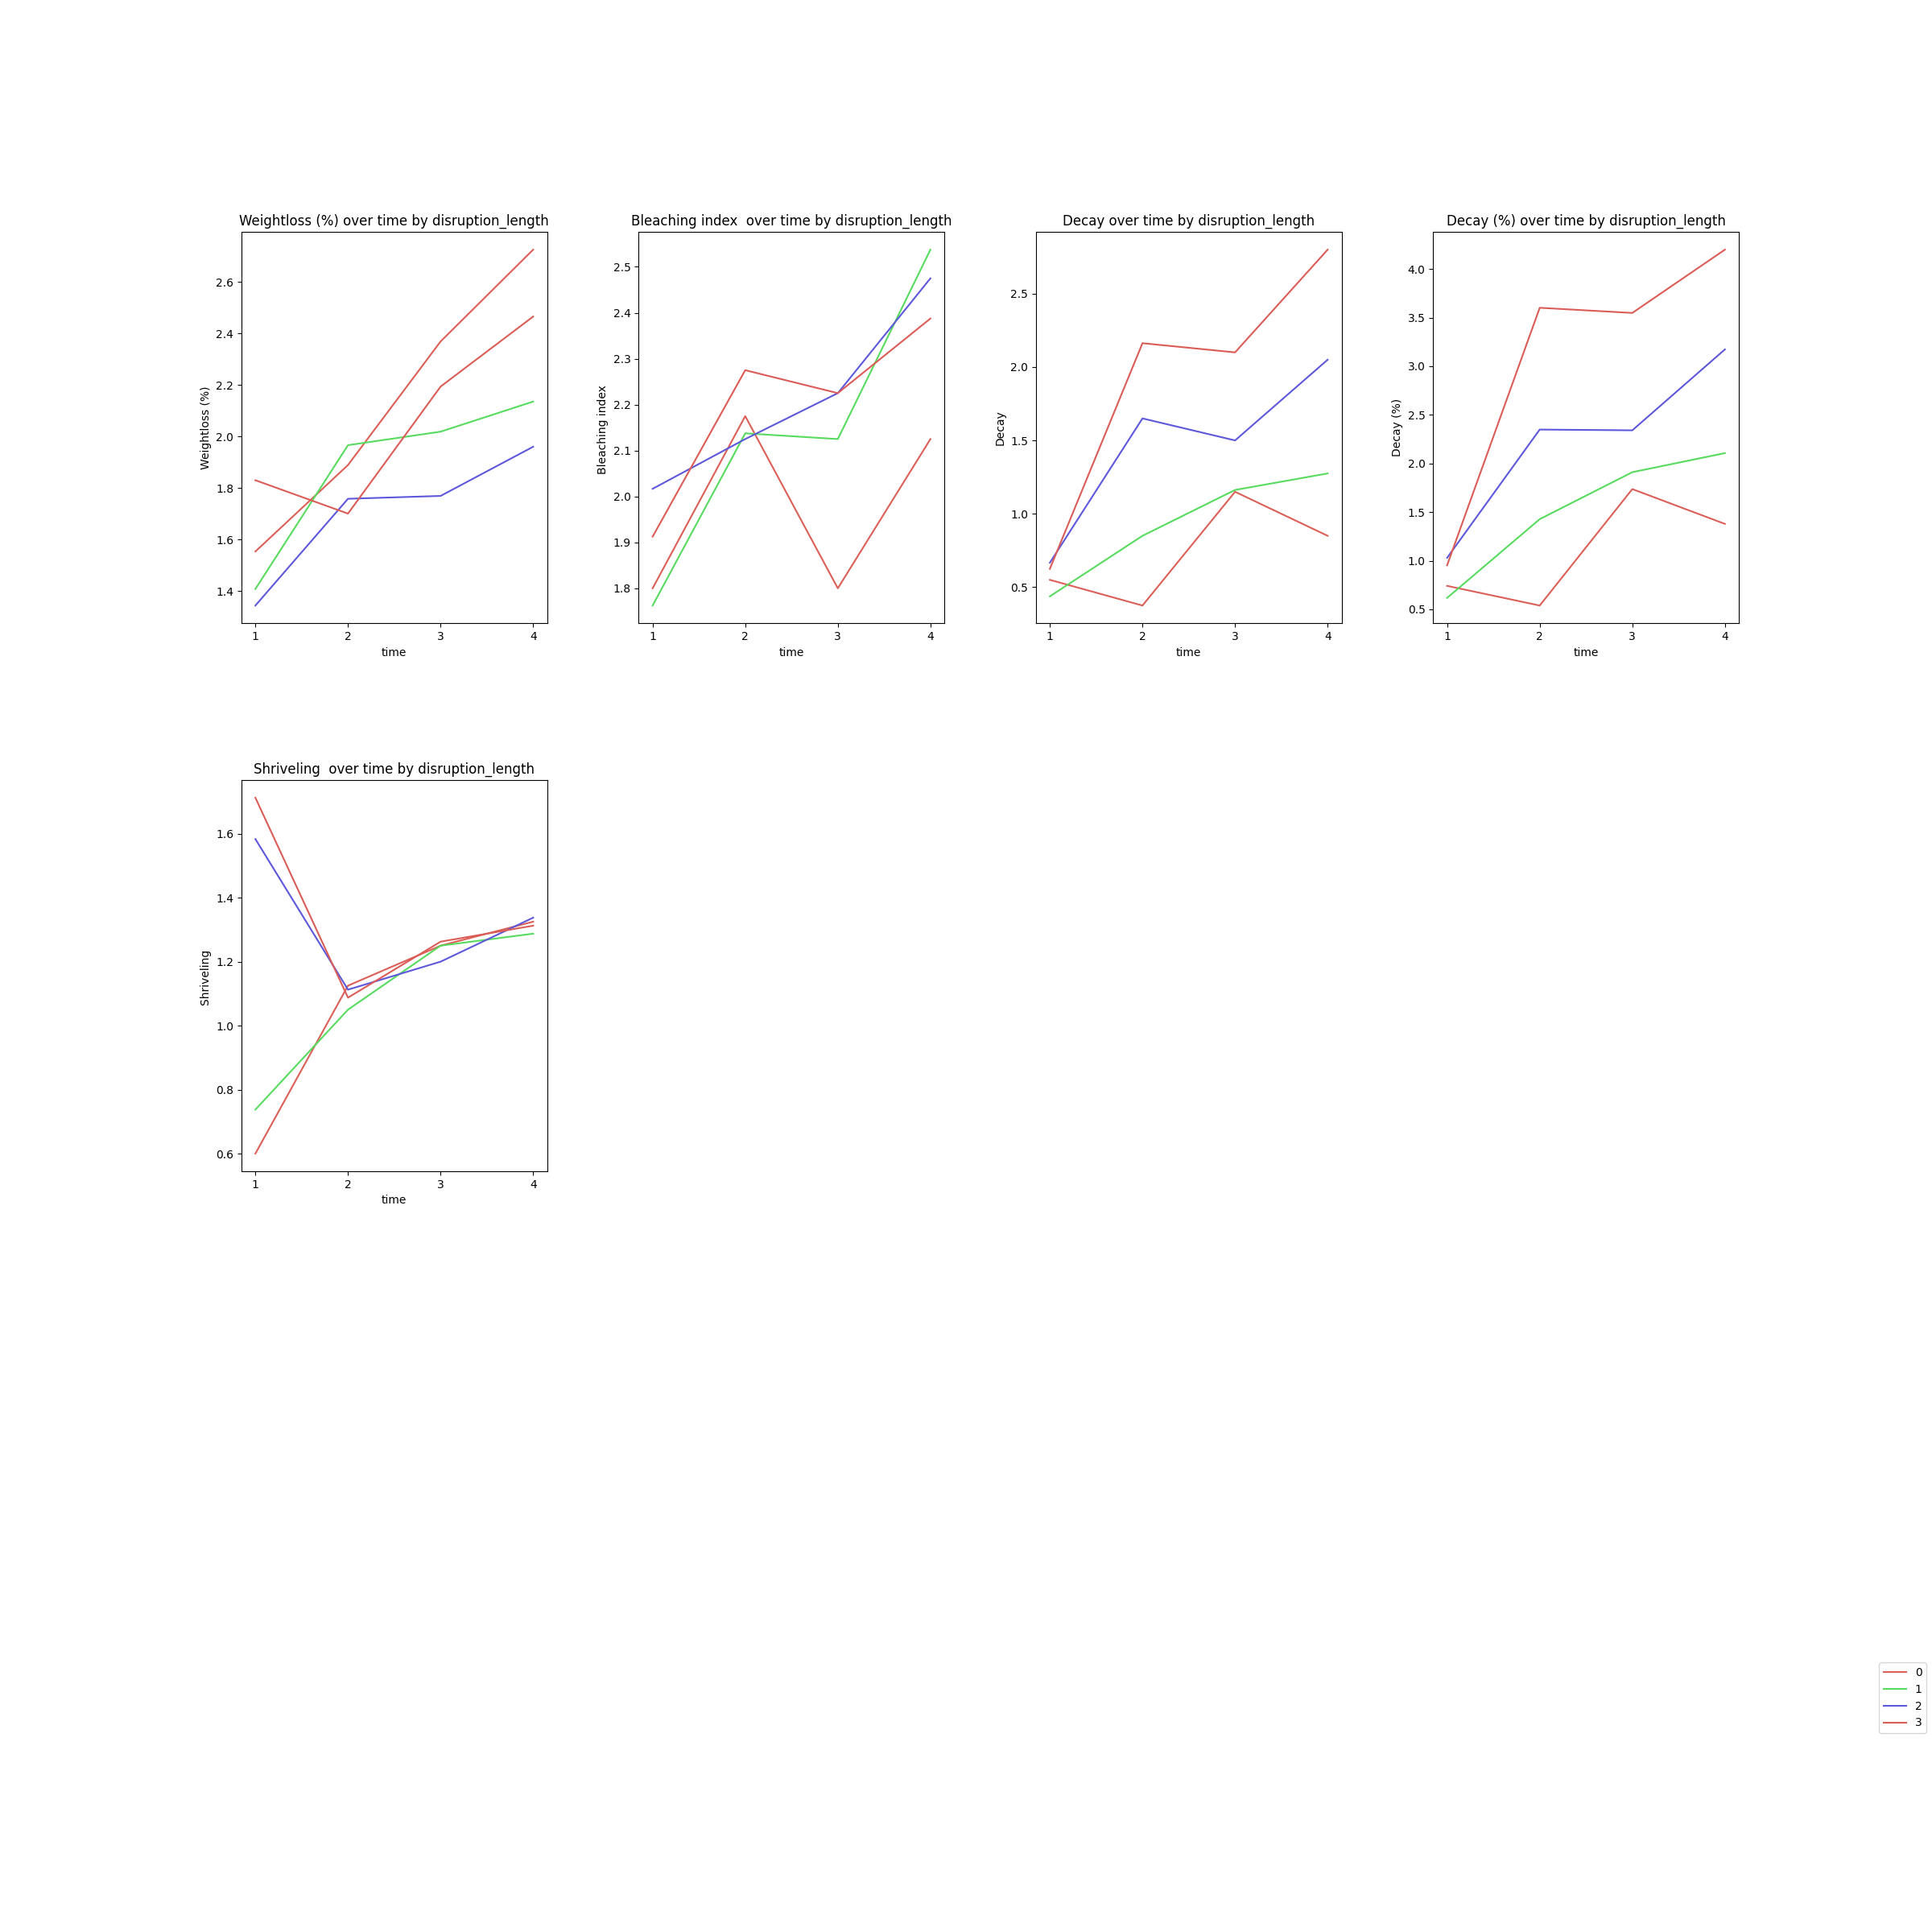 Weightloss (%) over time by disruption_length
Weightloss (%)
2.6
2.4
2.2
2.0
1.8
1.6
1.4
1 2 3 4
time
Bleaching index  over time by disruption_length
Bleaching index
2.5
2.4
2.3
2.2
2.1
2.0
1.9
1.8
1 2 3 4
time
Decay over time by disruption_length
Decay
2.5
2.0
1.5
1.0
0.5
1 2 3 4
time
Decay (%) over time by disruption_length
Decay (%)
4.0
3.5
3.0
2.5
2.0
1.5
1.0
0.5
1 2 3 4
time
Shriveling  over time by disruption_length
Shriveling
1.6
1.4
1.2
1.0
0.8
0.6
1 2 3 4
time
0
1
2
3